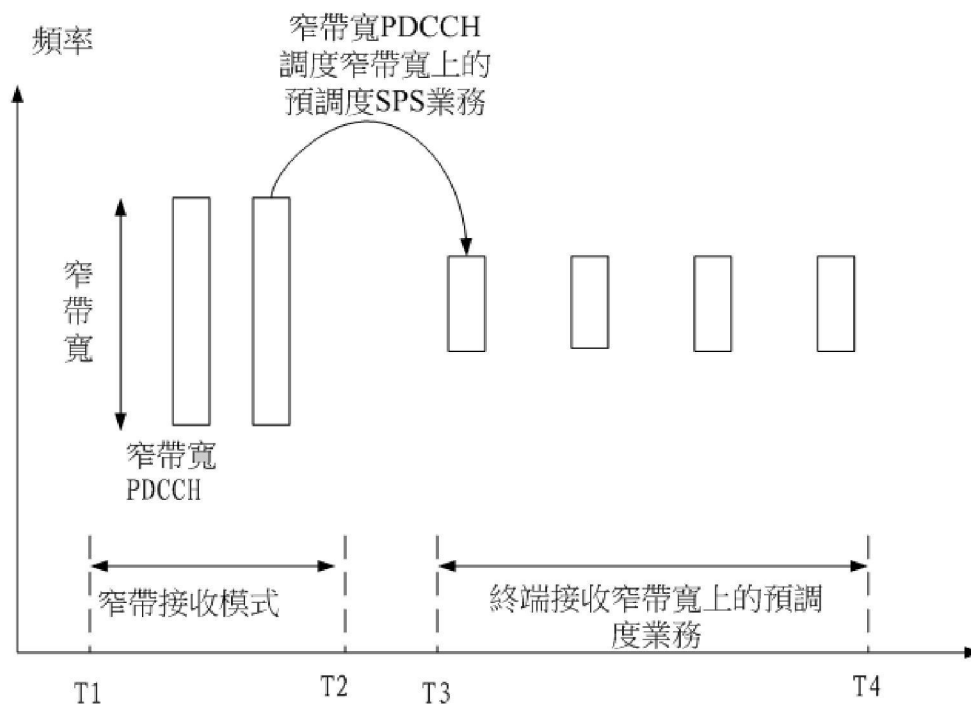 頻率
窄帶寬PDCCH
調度窄帶寬上的
預調度SPS業務
窄
帶
寬
窄帶寬
PDCCH
窄帶接收模式
終端接收窄帶寬上的預調
度業務
T1
T2
T3
T4